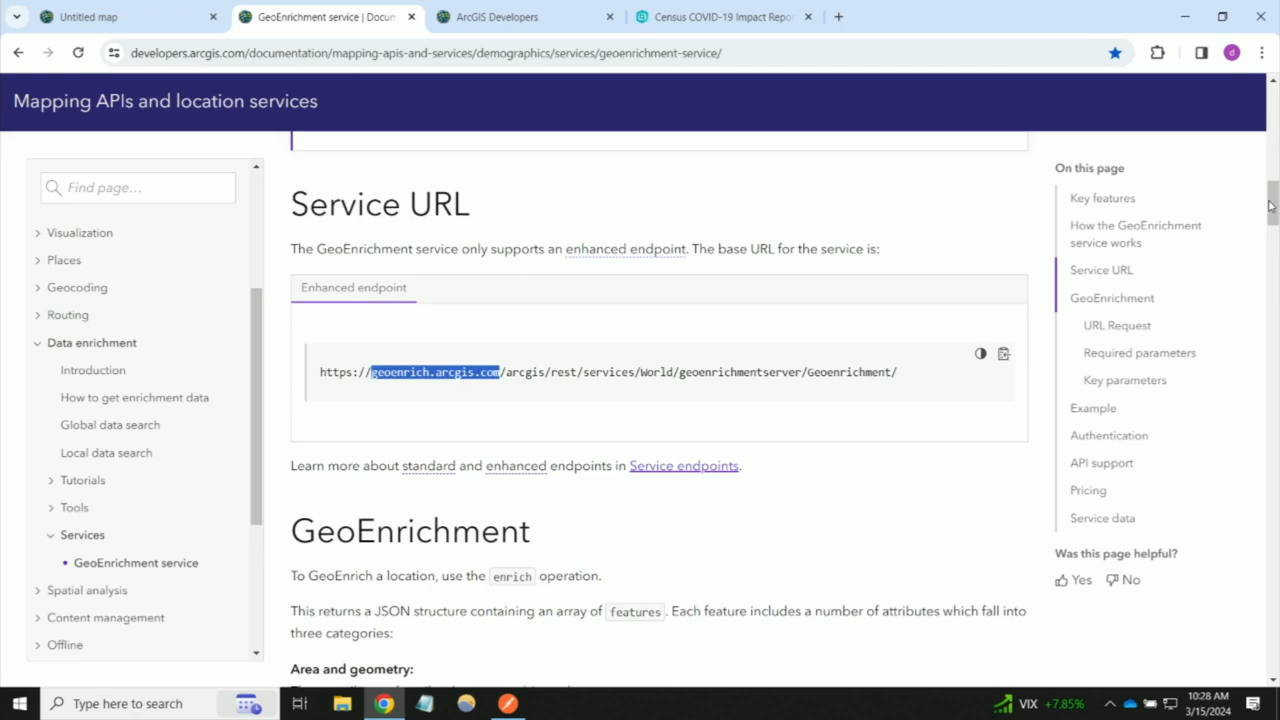 Untitled map
GeoEnrichment service | Docum
ArcGIS Developers
Census COVID-19 Impact Repo
developers.arcgis.com/documentation/mapping-apis-and-services/demographics/services/geoenrichment-service/
d
Mapping APIs and location services
Find page...
Visualization
Places
Geocoding
Routing
Data enrichment
Introduction
How to get enrichment data
Global data search
Local data search
Tutorials
Tools
Services
GeoEnrichment service
Spatial analysis
Content management
Offline
Service URL
The GeoEnrichment service only supports an enhanced endpoint. The base URL for the service is:
Enhanced endpoint
https://geoenrich.arcgis.com/arcgis/rest/services/World/geoenrichmentserver/Geoenrichment/
Learn more about standard and enhanced endpoints in Service endpoints.
GeoEnrichment
To GeoEnrich a location, use the enrich operation.
This returns a JSON structure containing an array of features. Each feature includes a number of attributes which fall into
three categories:
Area and geometry:
On this page
Key features
How the GeoEnrichment
service works
Service URL
GeoEnrichment
URL Request
Required parameters
Key parameters
Example
Authentication
API support
Pricing
Service data
Was this page helpful?
Yes No
Type here to search
VIX +7.85%
10:28 AM
3/15/2024